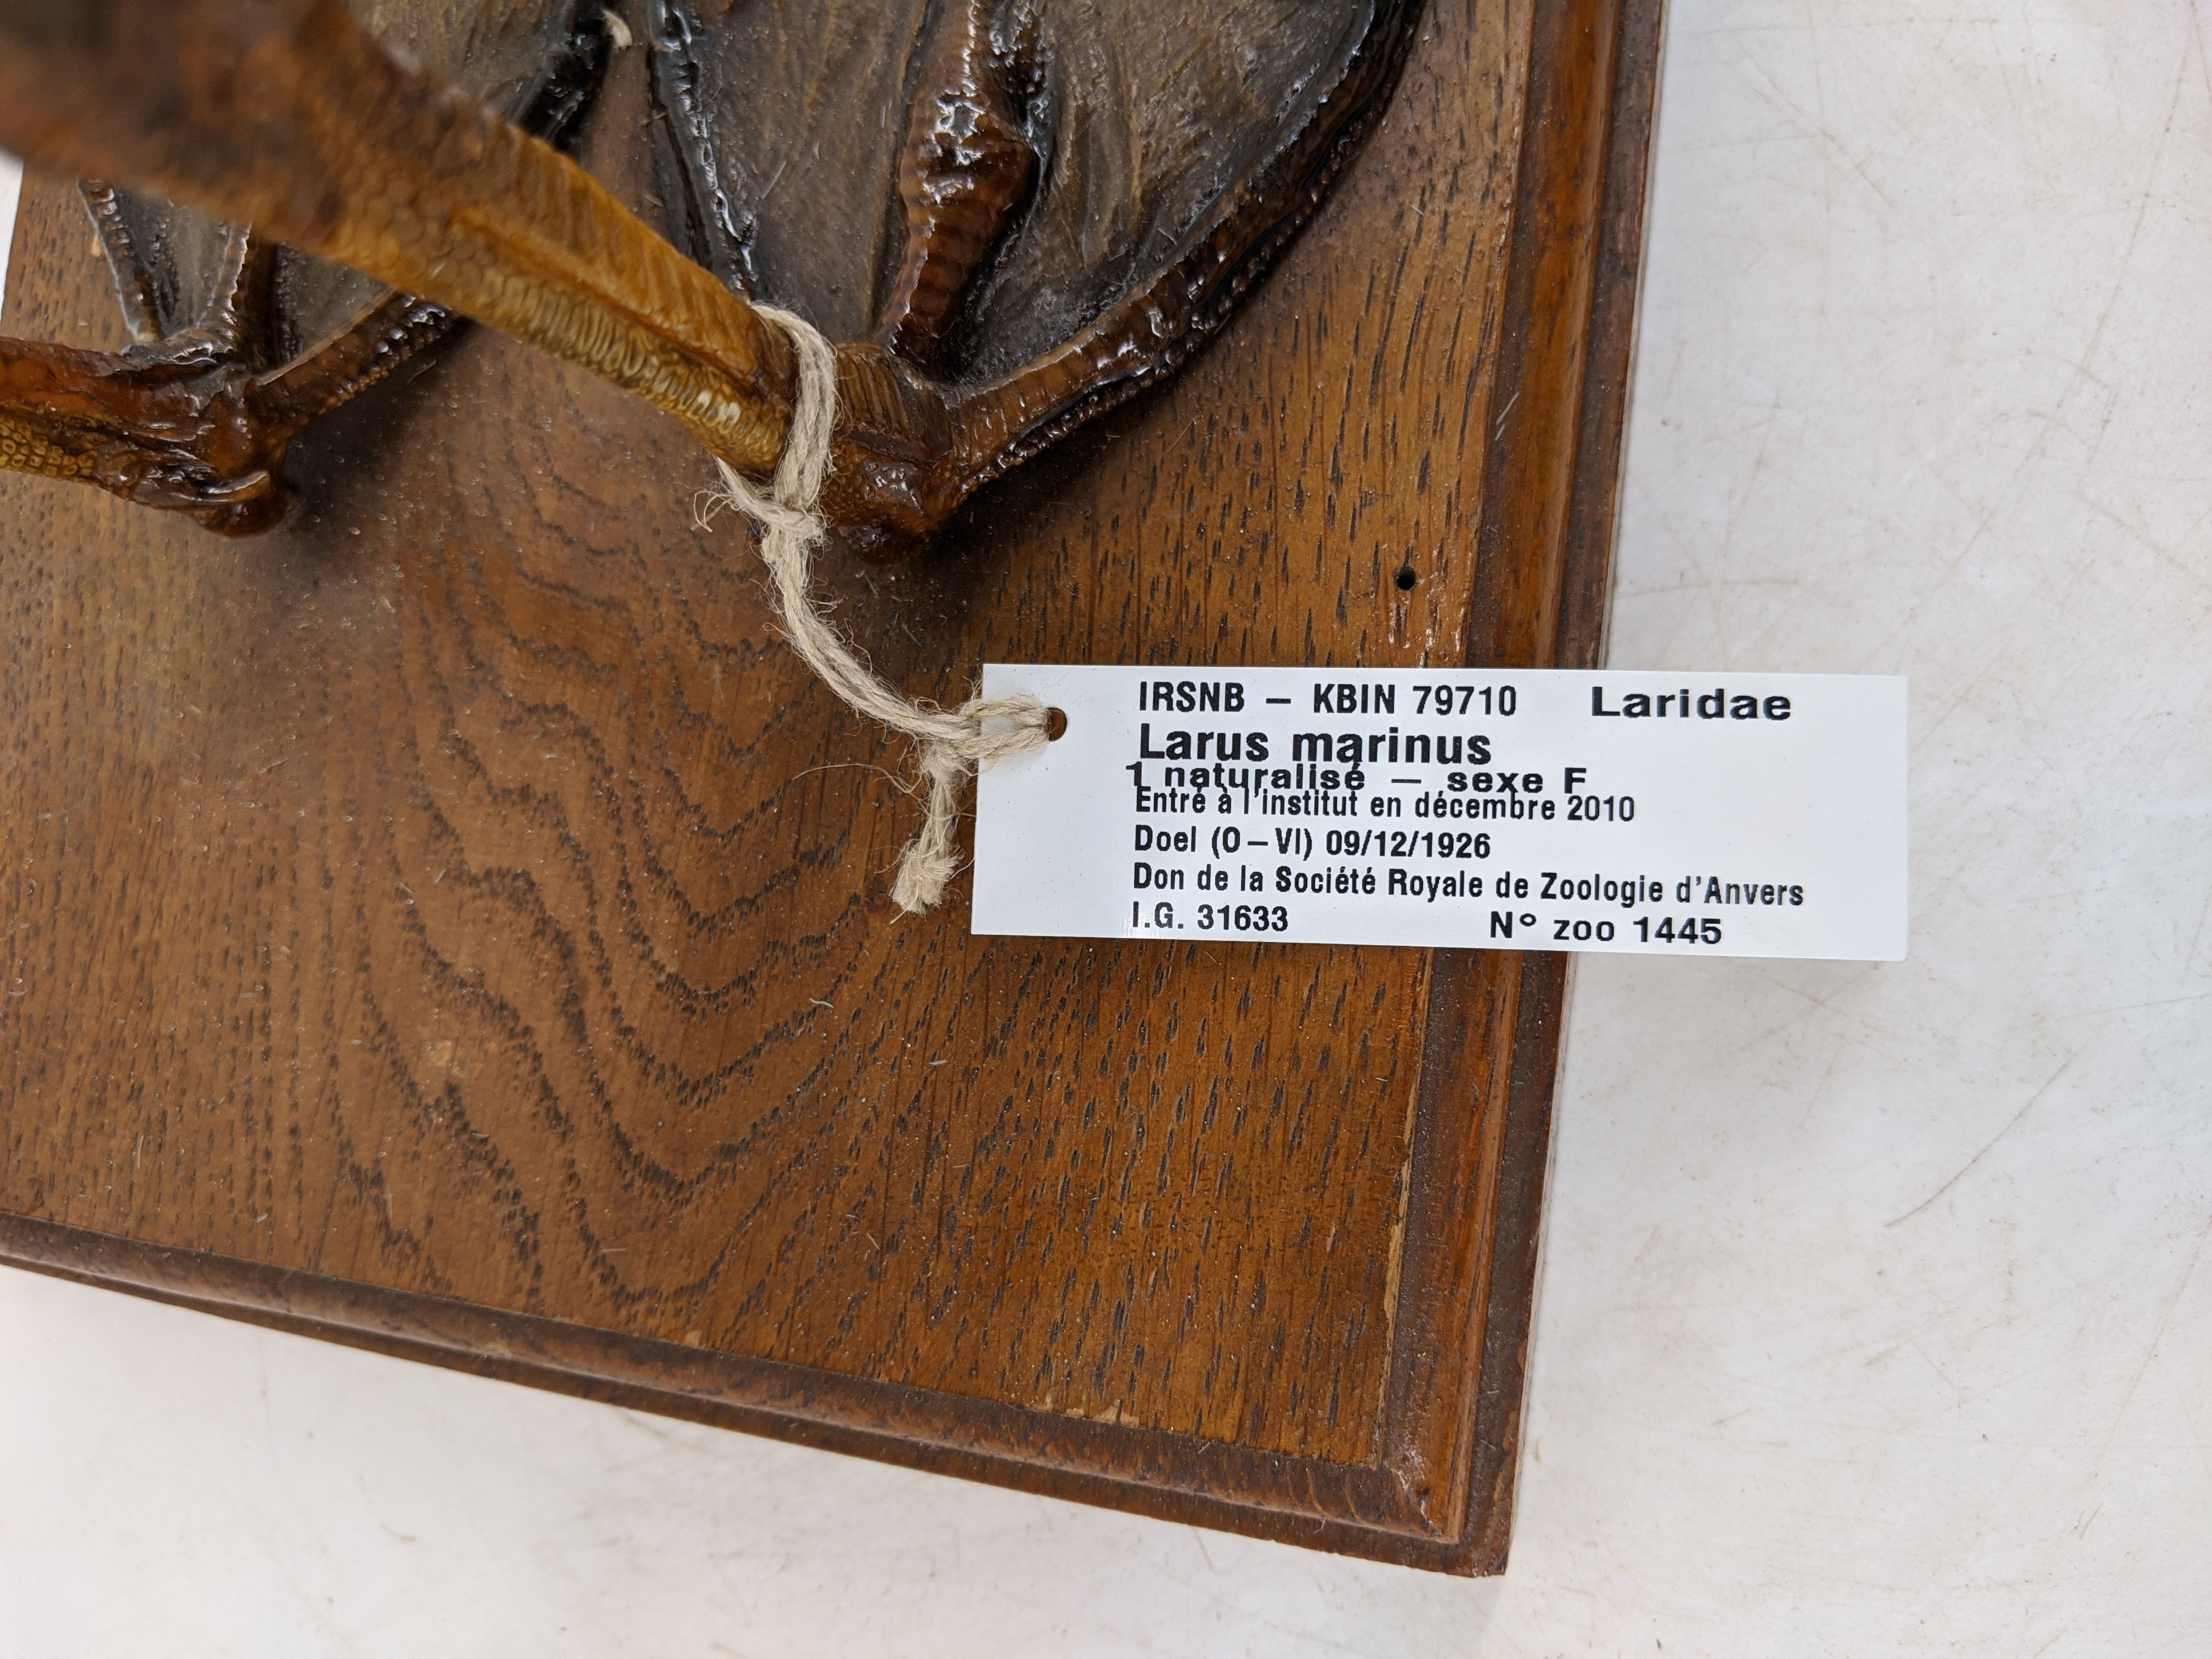 IRSNB – KBIN 79710 Laridae
Larus marinus
1 naturalisé – sexe F
Entré à l'institut en décembre 2010
Doel (O–VI) 09/12/1926
Don de la Société Royale de Zoologie d'Anvers
I.G. 31633 N° zoo 1445